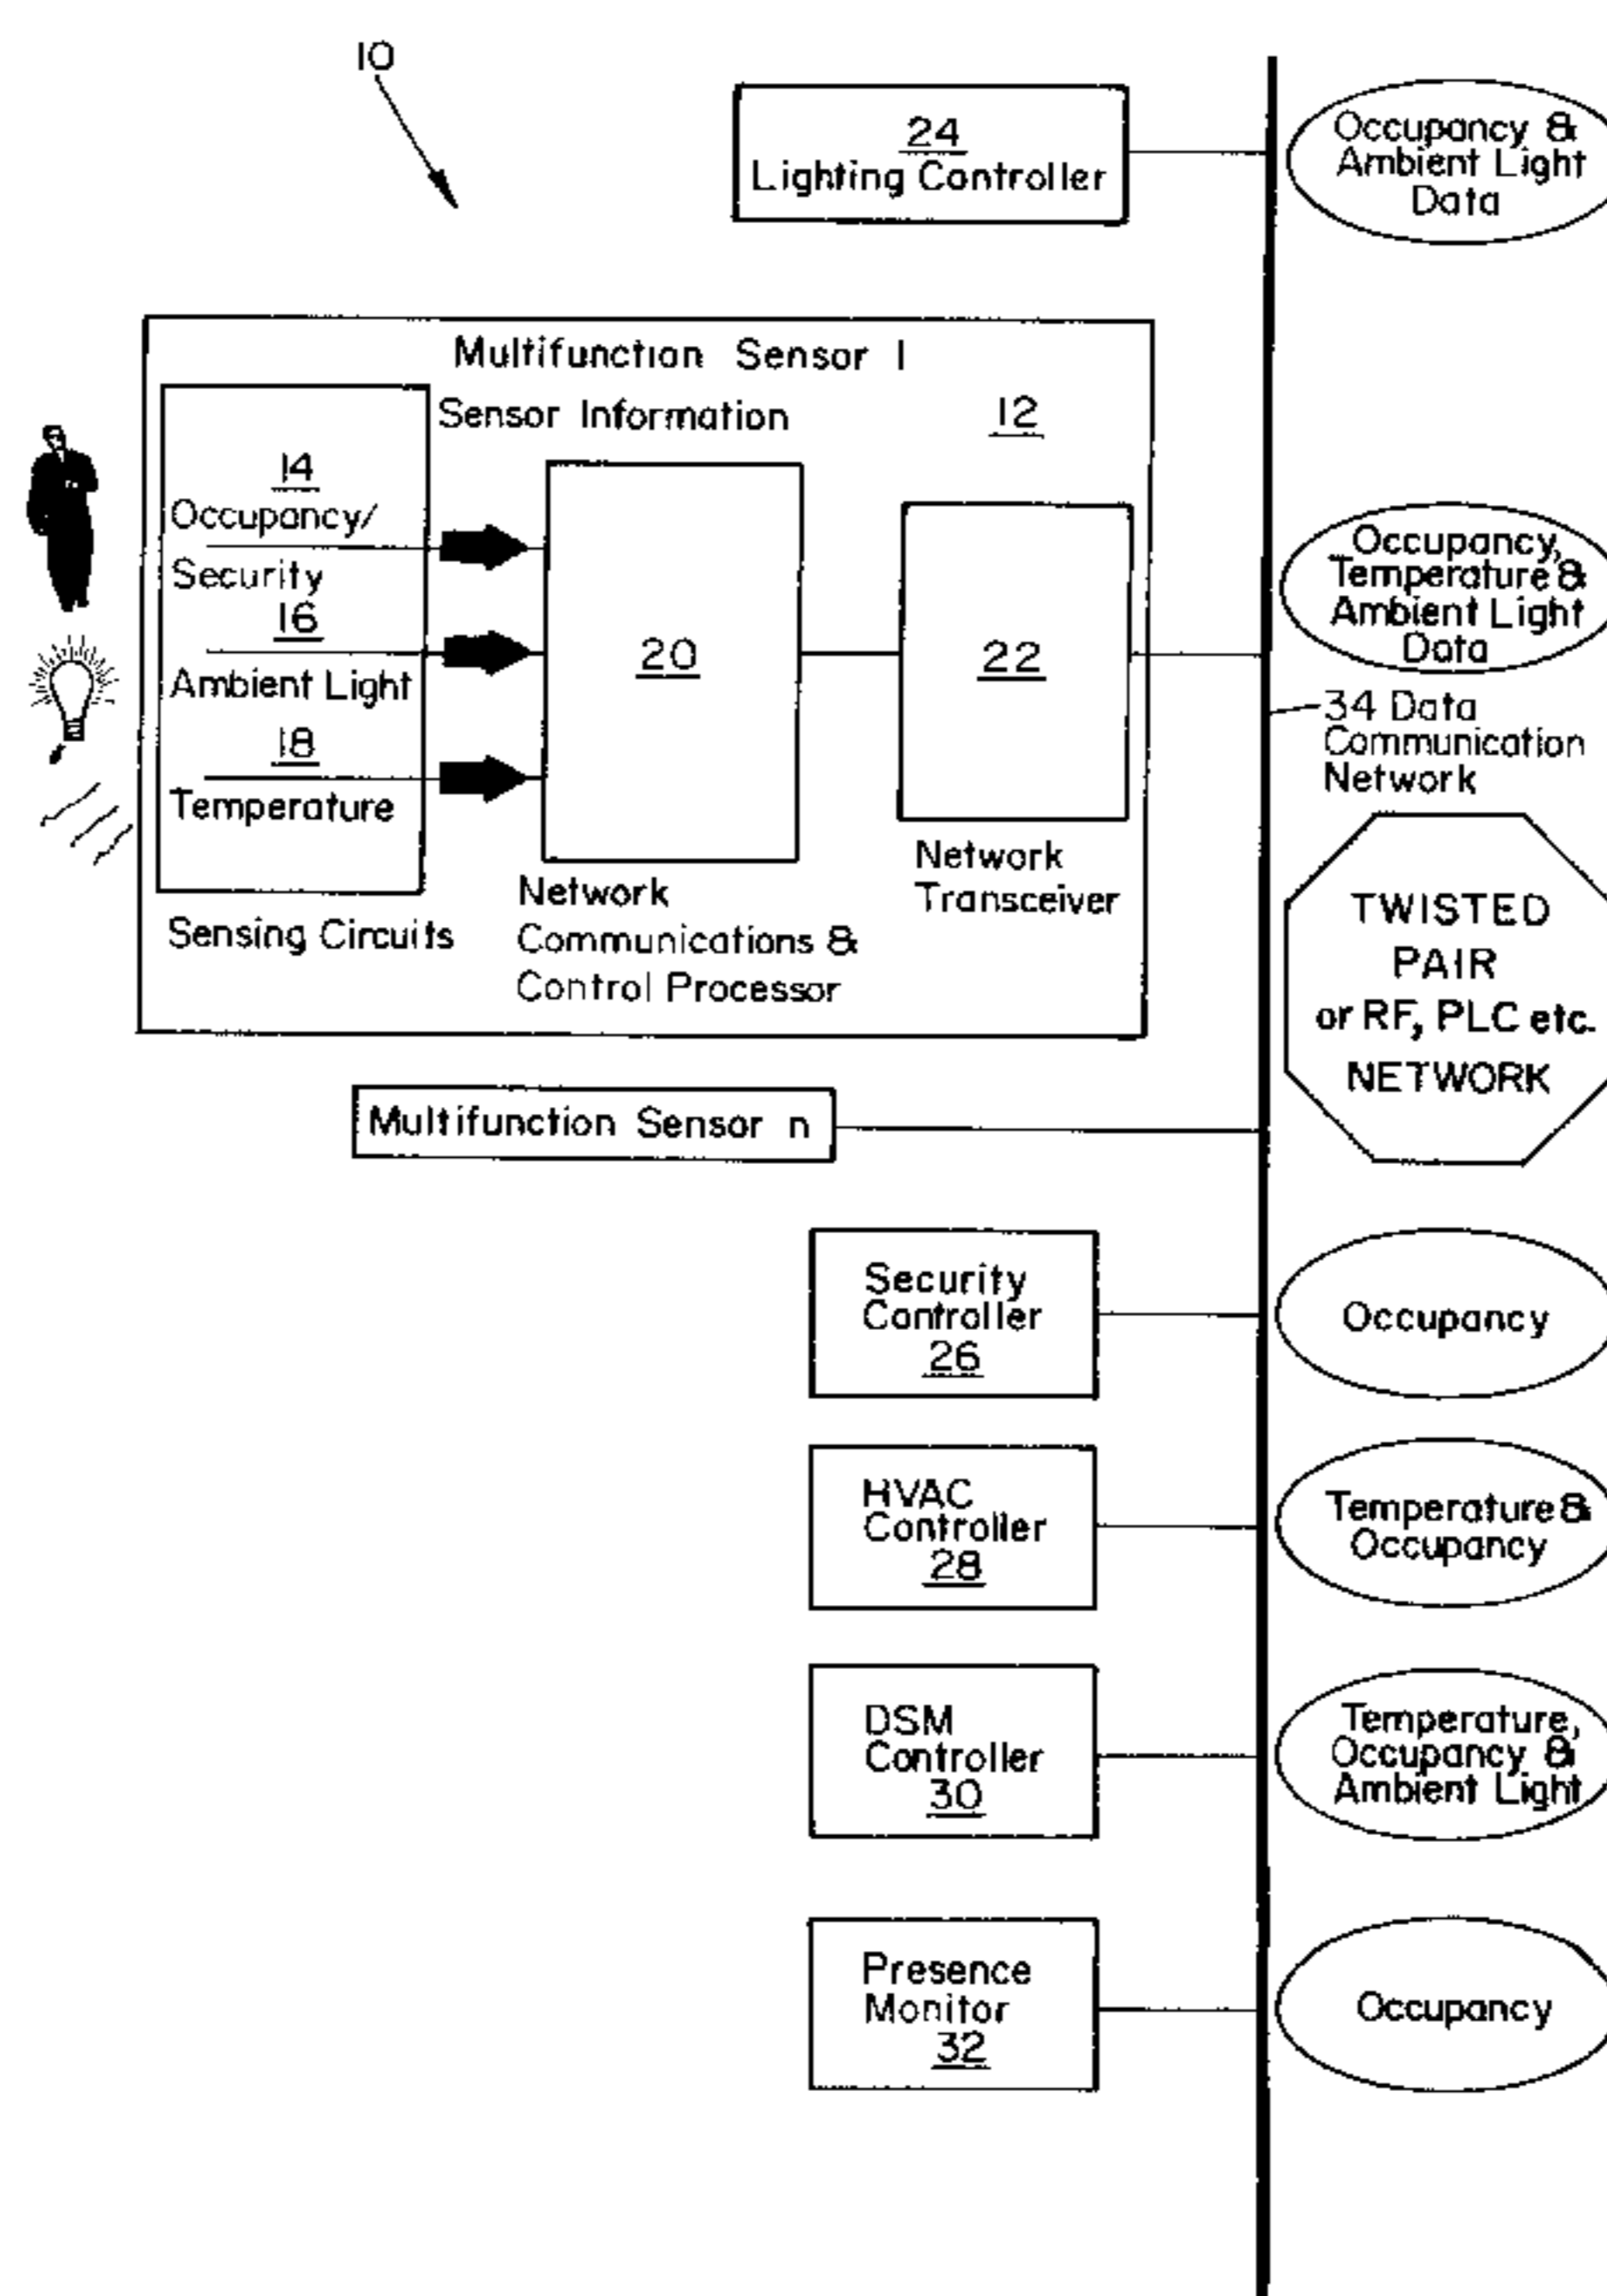 10
24
Lighting Controller
Occupancy &
Ambient Light
Data
Multifunction Sensor 1
Sensor Information
12
14
Occupancy/
Security
16
Ambient Light
18
Temperature
Sensing Circuits
20
Network
Communications &
Control Processor
22
Network
Transceiver
Occupancy,
Temperature &
Ambient Light
Data
34 Data
Communication
Network
TWISTED
PAIR
or RF, PLC etc.
NETWORK
Multifunction Sensor n
Security
Controller
26
Occupancy
HVAC
Controller
28
Temperature &
Occupancy
DSM
Controller
30
Temperature,
Occupancy &
Ambient Light
Presence
Monitor
32
Occupancy